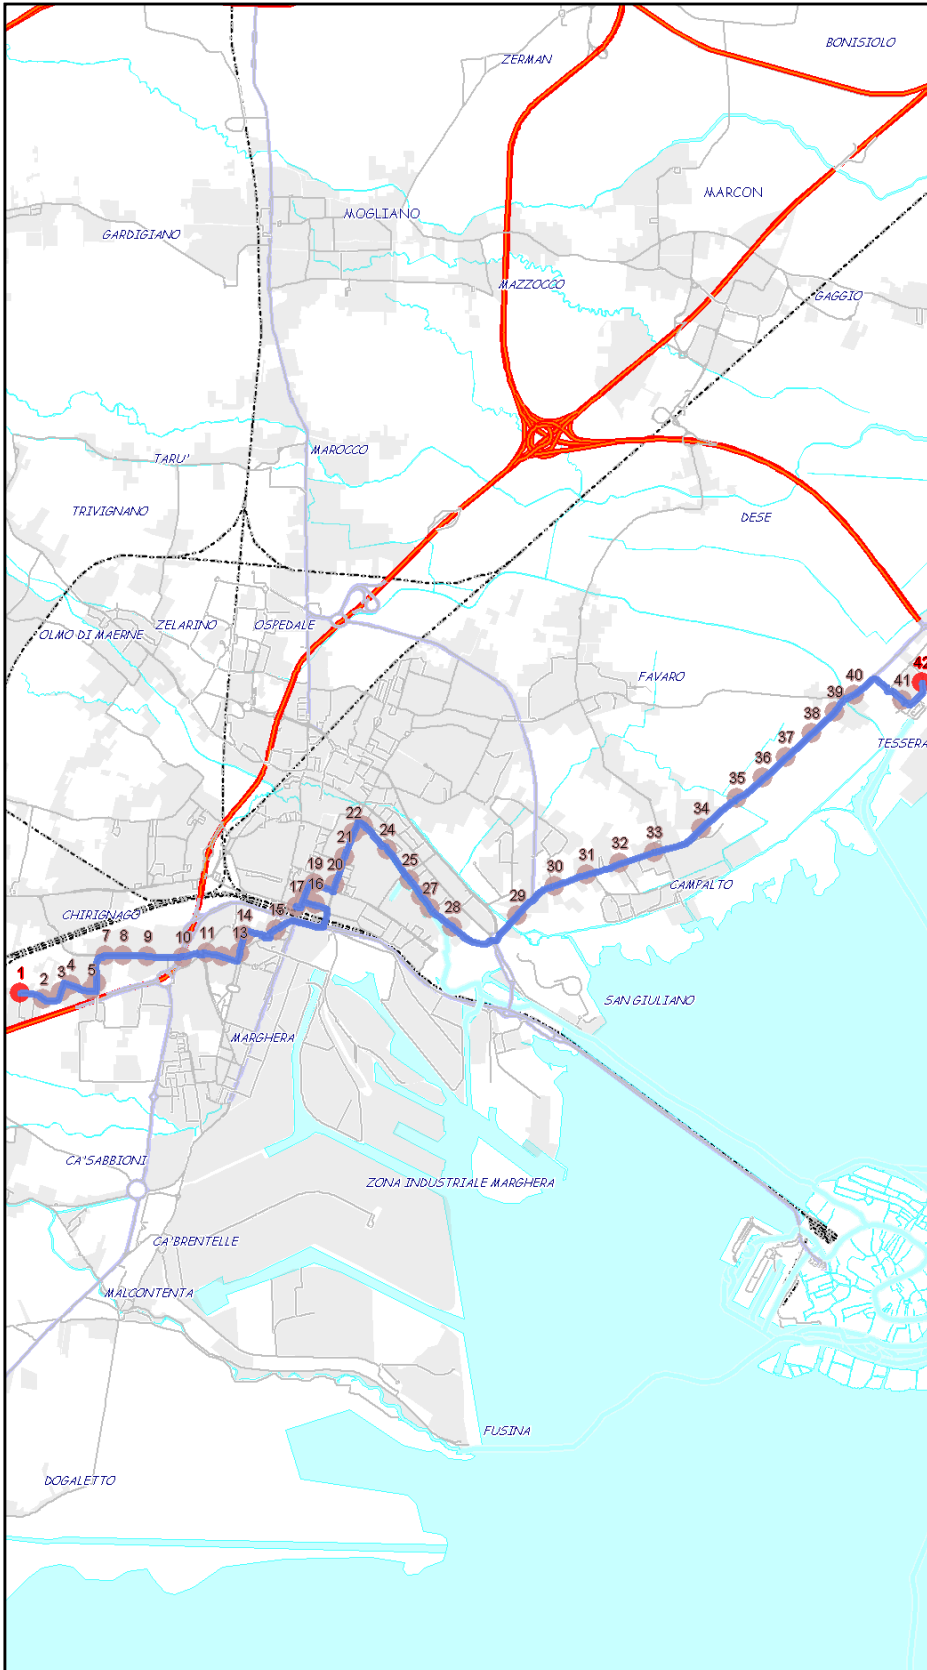 BONISIOLO
ZERMAN
MARCON
MOGLIANO
GARDIGIANO
MAZZOCCO
GAGGIO
MAROCCO
TARU'
TRIVIGNANO
DESE
ZELARINO
OSPEDALE
OLMO DI MAERNE
FAVARO
42
40
41
39
38
TESSERA
37
36
35
22
34
24
21
33
32
20
31
19
25
30
CAMPALTO
16
27
17
29
28
CHIRIGNAGO
15
14
13
11
10
9
8
7
5
4
3
2
1
SAN GIULIANO
MARGHERA
CA'SABBIONI
ZONA INDUSTRIALE MARGHERA
CA'BRENTELLE
MALCONTENTA
FUSINA
DOGALETTO